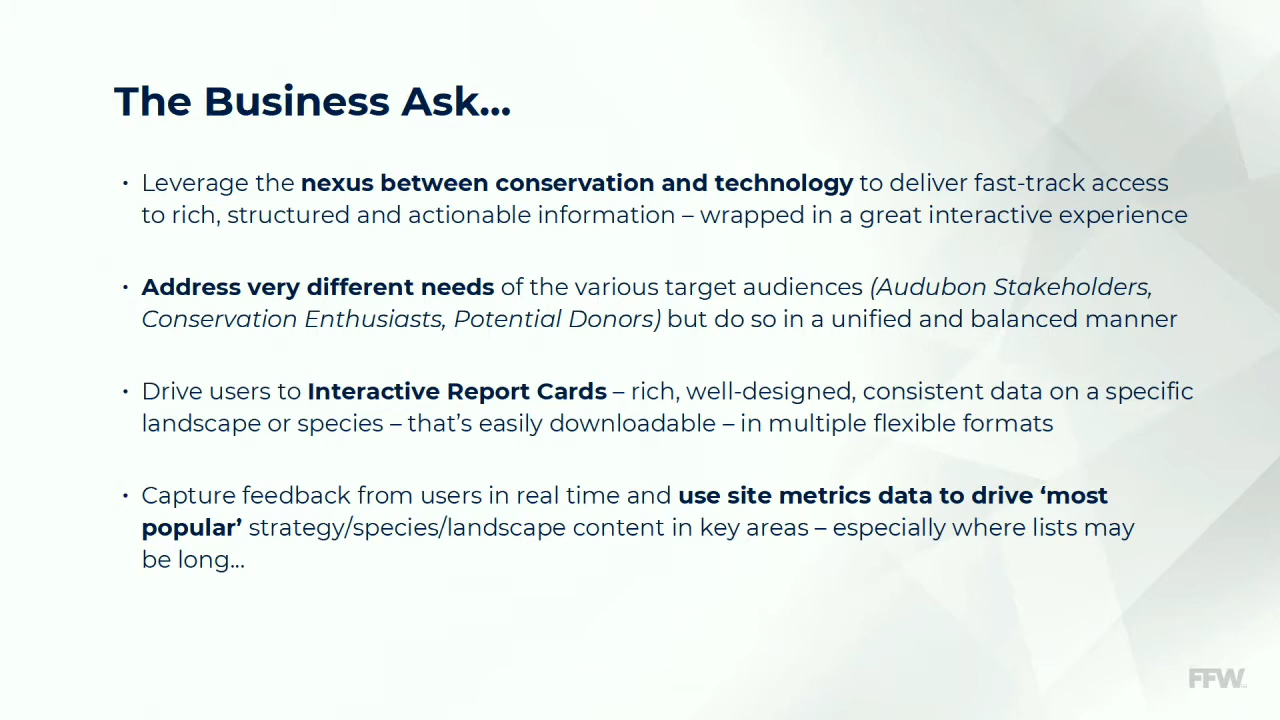 The Business Ask...
• Leverage the nexus between conservation and technology to deliver fast-track access
to rich, structured and actionable information – wrapped in a great interactive experience
• Address very different needs of the various target audiences (Audubon Stakeholders,
Conservation Enthusiasts, Potential Donors) but do so in a unified and balanced manner
• Drive users to Interactive Report Cards – rich, well-designed, consistent data on a specific
landscape or species – that’s easily downloadable – in multiple flexible formats
• Capture feedback from users in real time and use site metrics data to drive ‘most
popular’ strategy/species/landscape content in key areas – especially where lists may
be long...
FFW